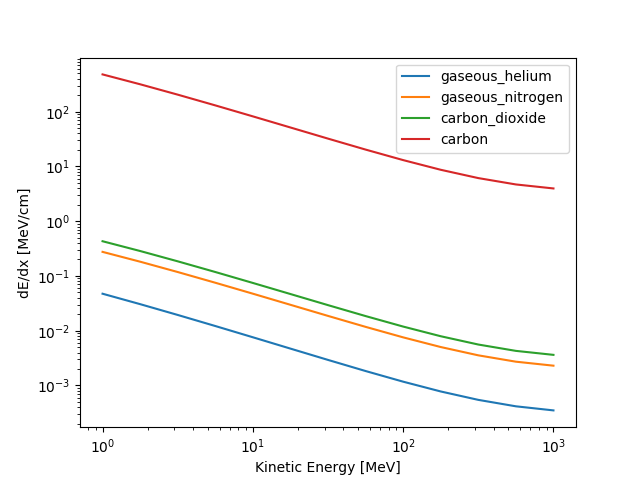 gaseous_helium
gaseous_nitrogen
carbon_dioxide
carbon
dE/dx [MeV/cm]
10²
10¹
10⁰
10⁻¹
10⁻²
10⁻³
10⁰ 10¹ 10² 10³
Kinetic Energy [MeV]